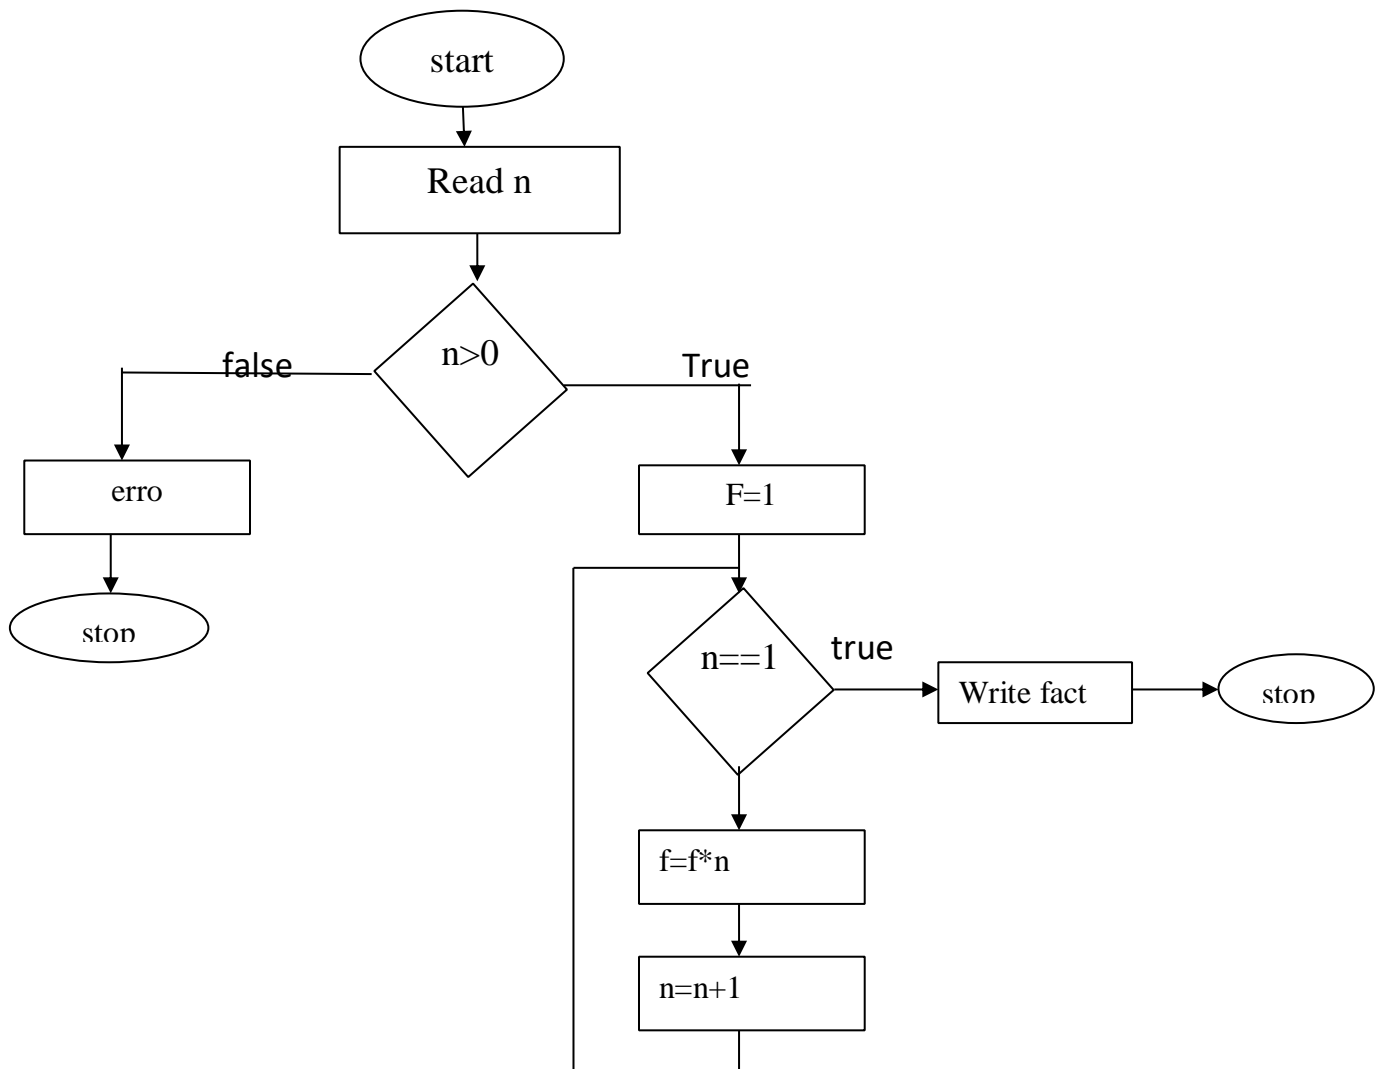 start
Read n
n>0
false
True
erro
F=1
stop
n==1
true
Write fact
stop
f=f*n
n=n+1